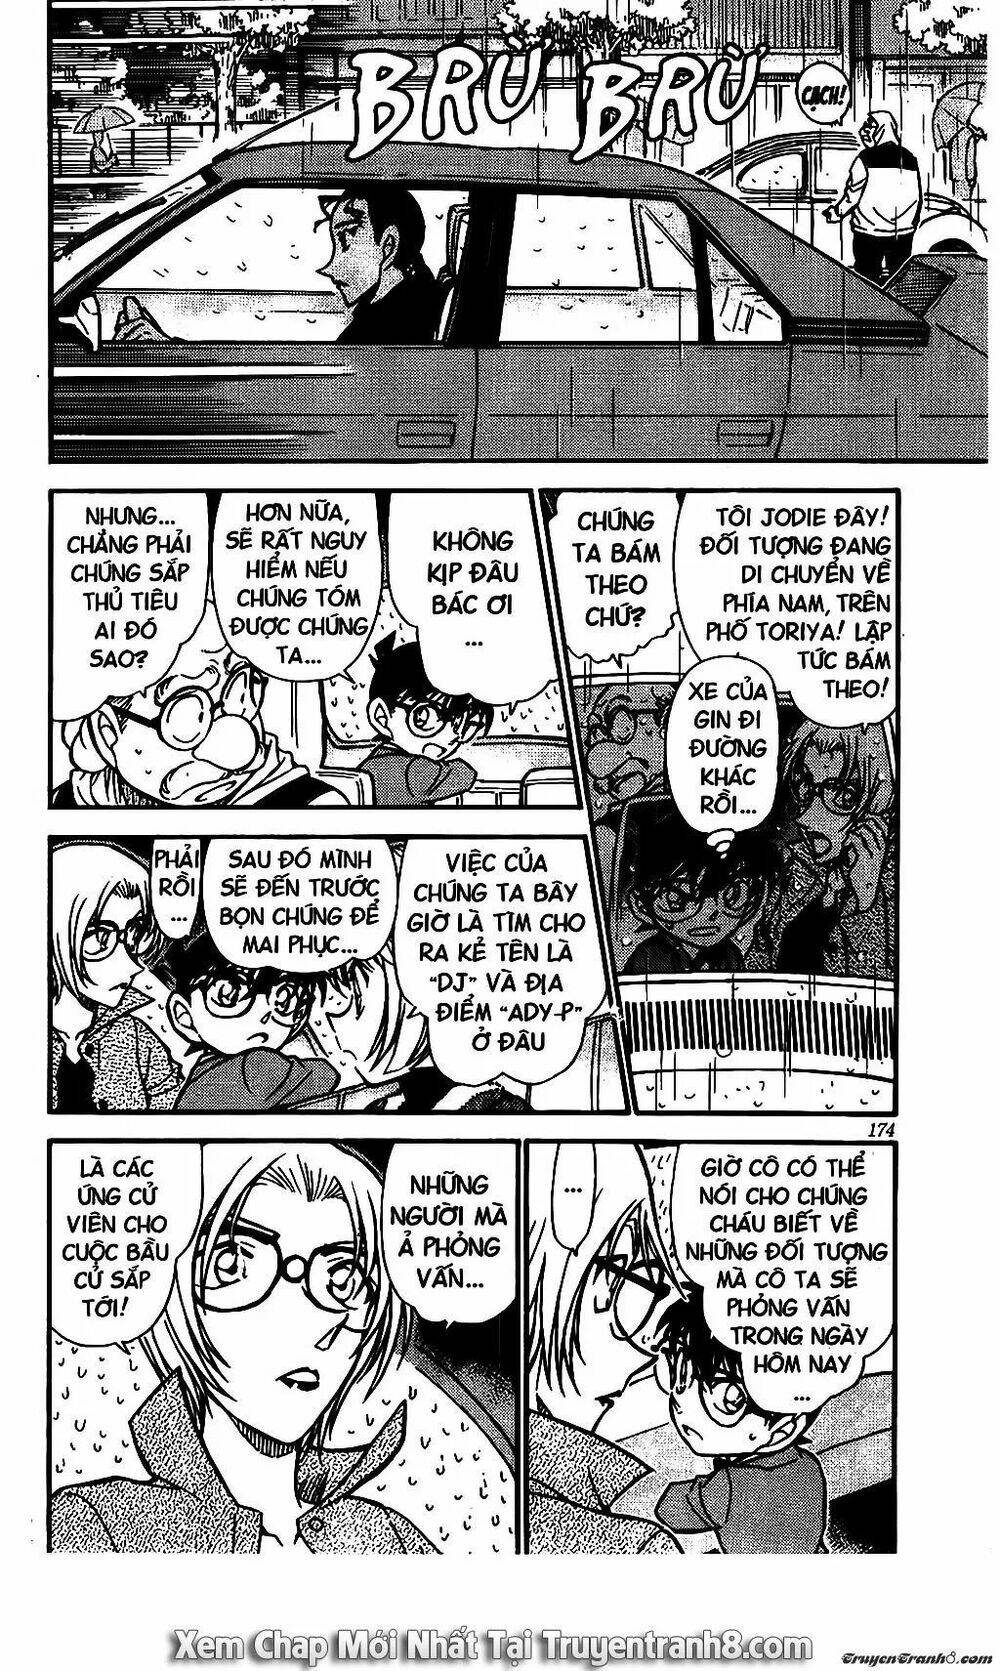 BRỪ BRỪ
CẠCH!
TÔI JODIE ĐÂY!
ĐỐI TƯỢNG ĐANG
DI CHUYỂN VỀ
PHÍA NAM, TRÊN
PHỐ TORIYA! LẬP
TỨC BÁM
THEO!
CHÚNG
TA BÁM
THEO
CHỨ?
XE CỦA
GIN ĐI
ĐƯỜNG
KHÁC
RỒI...
KHÔNG
KỊP ĐÂU
BÁC ƠI
...
HƠN NỮA,
SẼ RẤT NGUY
HIỂM NẾU
CHÚNG TÓM
ĐƯỢC CHÚNG
TA...
NHƯNG...
CHẲNG PHẢI
CHÚNG SẮP
THỦ TIÊU
AI ĐÓ
SAO?
VIỆC CỦA
CHÚNG TA BÂY
GIỜ LÀ TÌM CHO
RA KẺ TÊN LÀ
"DJ" VÀ ĐỊA
ĐIỂM "ADY-P"
Ở ĐÂU
SAU ĐÓ MÌNH
SẼ ĐẾN TRƯỚC
BỌN CHÚNG ĐỂ
MAI PHỤC...
PHẢI
RỒI
...
174
GIỜ CÔ CÓ THỂ
NÓI CHO CHÚNG
CHÁU BIẾT VỀ
NHỮNG ĐỐI TƯỢNG
MÀ CÔ TA SẼ
PHỎNG VẤN
TRONG NGÀY
HÔM NAY
...
...
NHỮNG
NGƯỜI MÀ
Ả PHỎNG
VẤN...
LÀ CÁC
ỨNG CỬ
VIÊN CHO
CUỘC BẦU
CỬ SẮP
TỚI!
Xem Chap Mới Nhất Tại Truyentranh8.com
TruyenTranh8.com